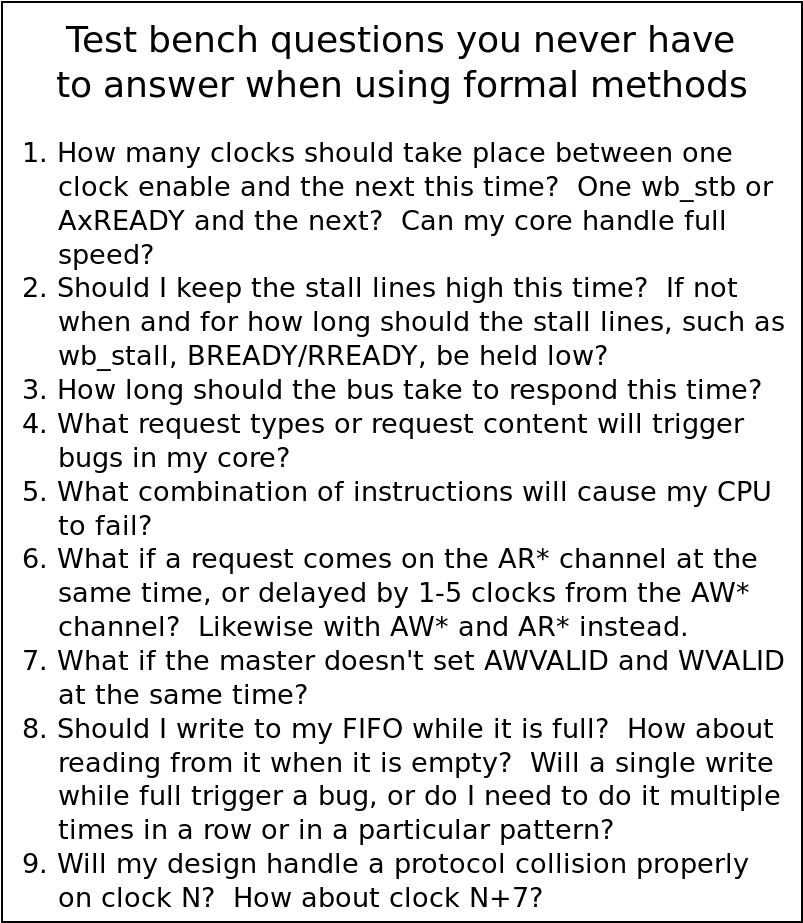 Test bench questions you never have
to answer when using formal methods
1. How many clocks should take place between one
clock enable and the next this time?  One wb_stb or
AxREADY and the next?  Can my core handle full
speed?
2. Should I keep the stall lines high this time?  If not
when and for how long should the stall lines, such as
wb_stall, BREADY/RREADY, be held low?
3. How long should the bus take to respond this time?
4. What request types or request content will trigger
bugs in my core?
5. What combination of instructions will cause my CPU
to fail?
6. What if a request comes on the AR* channel at the
same time, or delayed by 1-5 clocks from the AW*
channel?  Likewise with AW* and AR* instead.
7. What if the master doesn't set AWVALID and WVALID
at the same time?
8. Should I write to my FIFO while it is full?  How about
reading from it when it is empty?  Will a single write
while full trigger a bug, or do I need to do it multiple
times in a row or in a particular pattern?
9. Will my design handle a protocol collision properly
on clock N?  How about clock N+7?